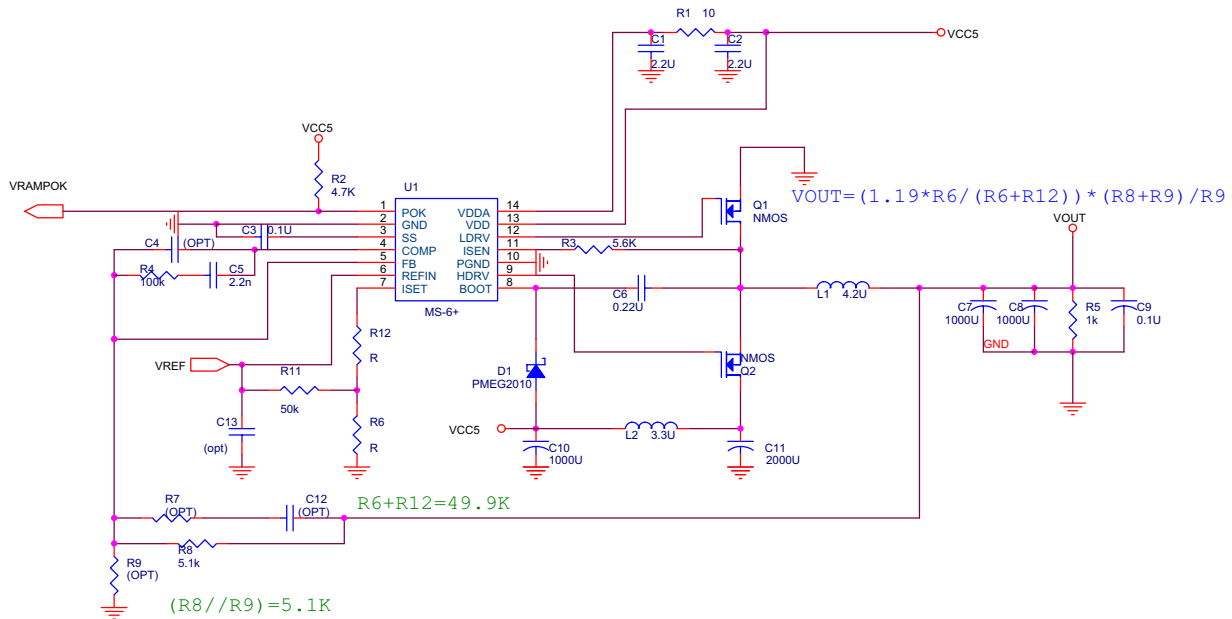 R1 10
C1
C2
VCC5
2.2U
2.2U
VCC5
R2
4.7K
VRAMPOK
U1
VOUT=(1.19*R6/(R6+R12))*(R8+R9)/R9
1 POK VDDA 14
2 GND VDD 13
3 SS LDRV 12
4 COMP ISEN 11
5 FB PGND 10
6 REFIN HDRV 9
7 ISET BOOT 8
MS-6+
Q1
NMOS
VOUT
C3 0.1U
C4 (OPT)
R3 5.6K
R4
100k
C5
2.2n
C6
0.22U
L1 4.2U
C7
1000U
C8
1000U
R5
1k
C9
0.1U
GND
R12
R
VREF
R11
50k
D1
PMEG2010
NMOS
Q2
C13
(opt)
R6
R
VCC5
L2 3.3U
C10
1000U
C11
2000U
R7
(OPT)
C12
(OPT)
R6+R12=49.9K
R8
5.1k
R9
(OPT)
(R8//R9)=5.1K